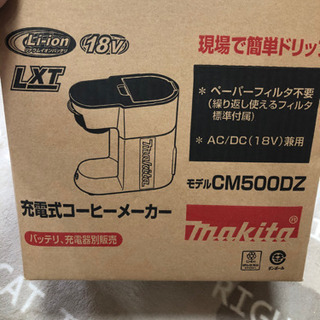 Li-ion
リチウムイオンバッテリ
18V
LXT
現場で簡単ドリッ
* ペーパーフィルタ不要
(繰り返し使えるフィルタ
標準付属)
* AC/DC(18V)兼用
makita
モデルCM500DZ
充電式コーヒーメーカー
バッテリ、充電器別販売
makita®
CAT
RIGH